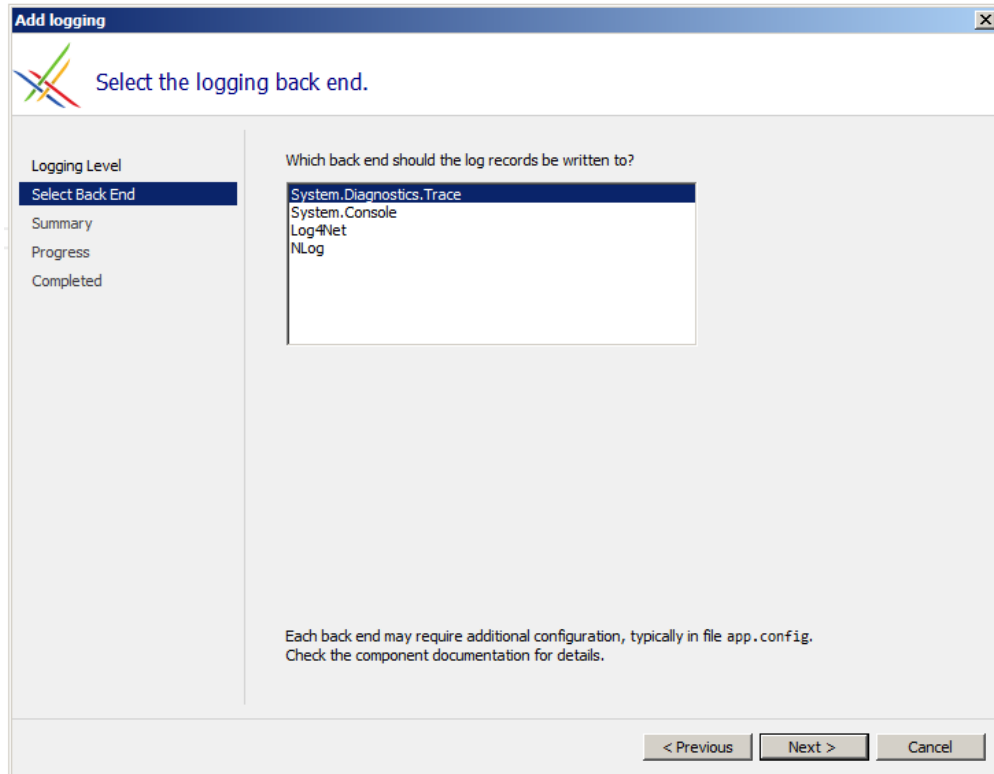 Add logging
Select the logging back end.
Logging Level
Select Back End
Summary
Progress
Completed
Which back end should the log records be written to?
System.Diagnostics.Trace
System.Console
Log4Net
NLog
Each back end may require additional configuration, typically in file app.config.
Check the component documentation for details.
< Previous
Next >
Cancel